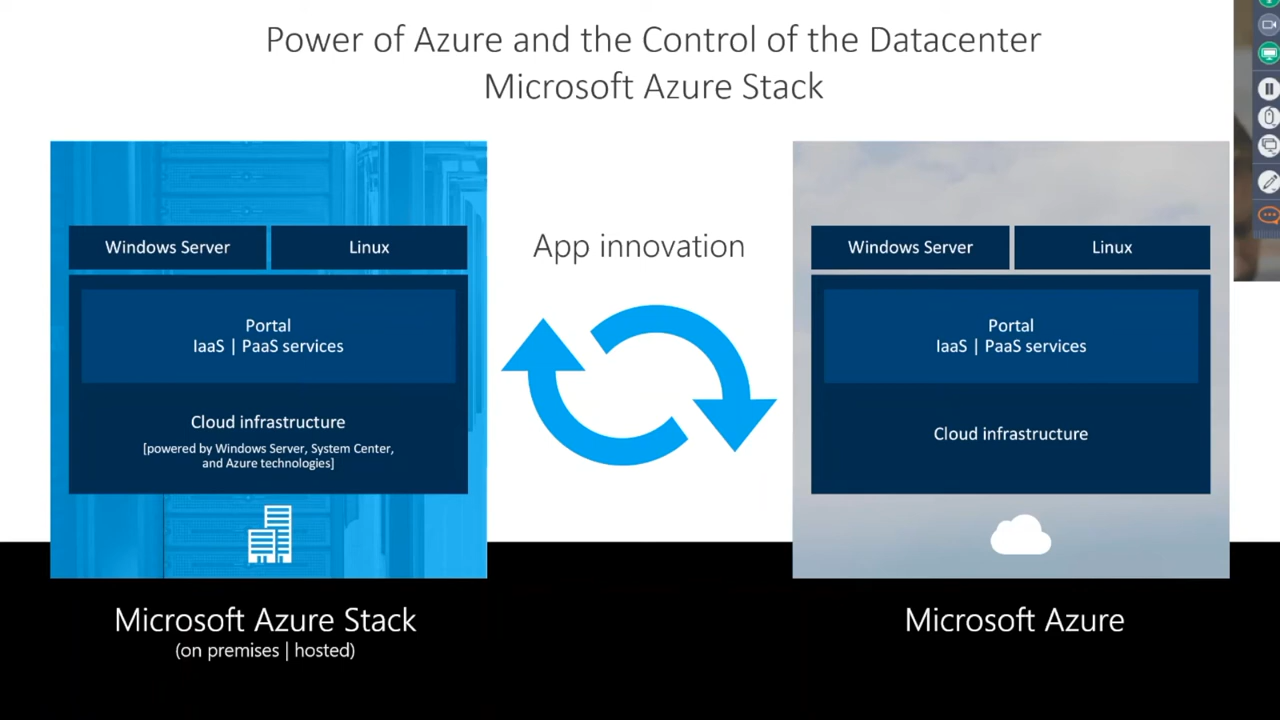 Power of Azure and the Control of the Datacenter
Microsoft Azure Stack
Windows Server
Linux
Portal
IaaS | PaaS services
Cloud infrastructure
[powered by Windows Server, System Center,
and Azure technologies]
Microsoft Azure Stack
(on premises | hosted)
App innovation
Windows Server
Linux
Portal
IaaS | PaaS services
Cloud infrastructure
Microsoft Azure